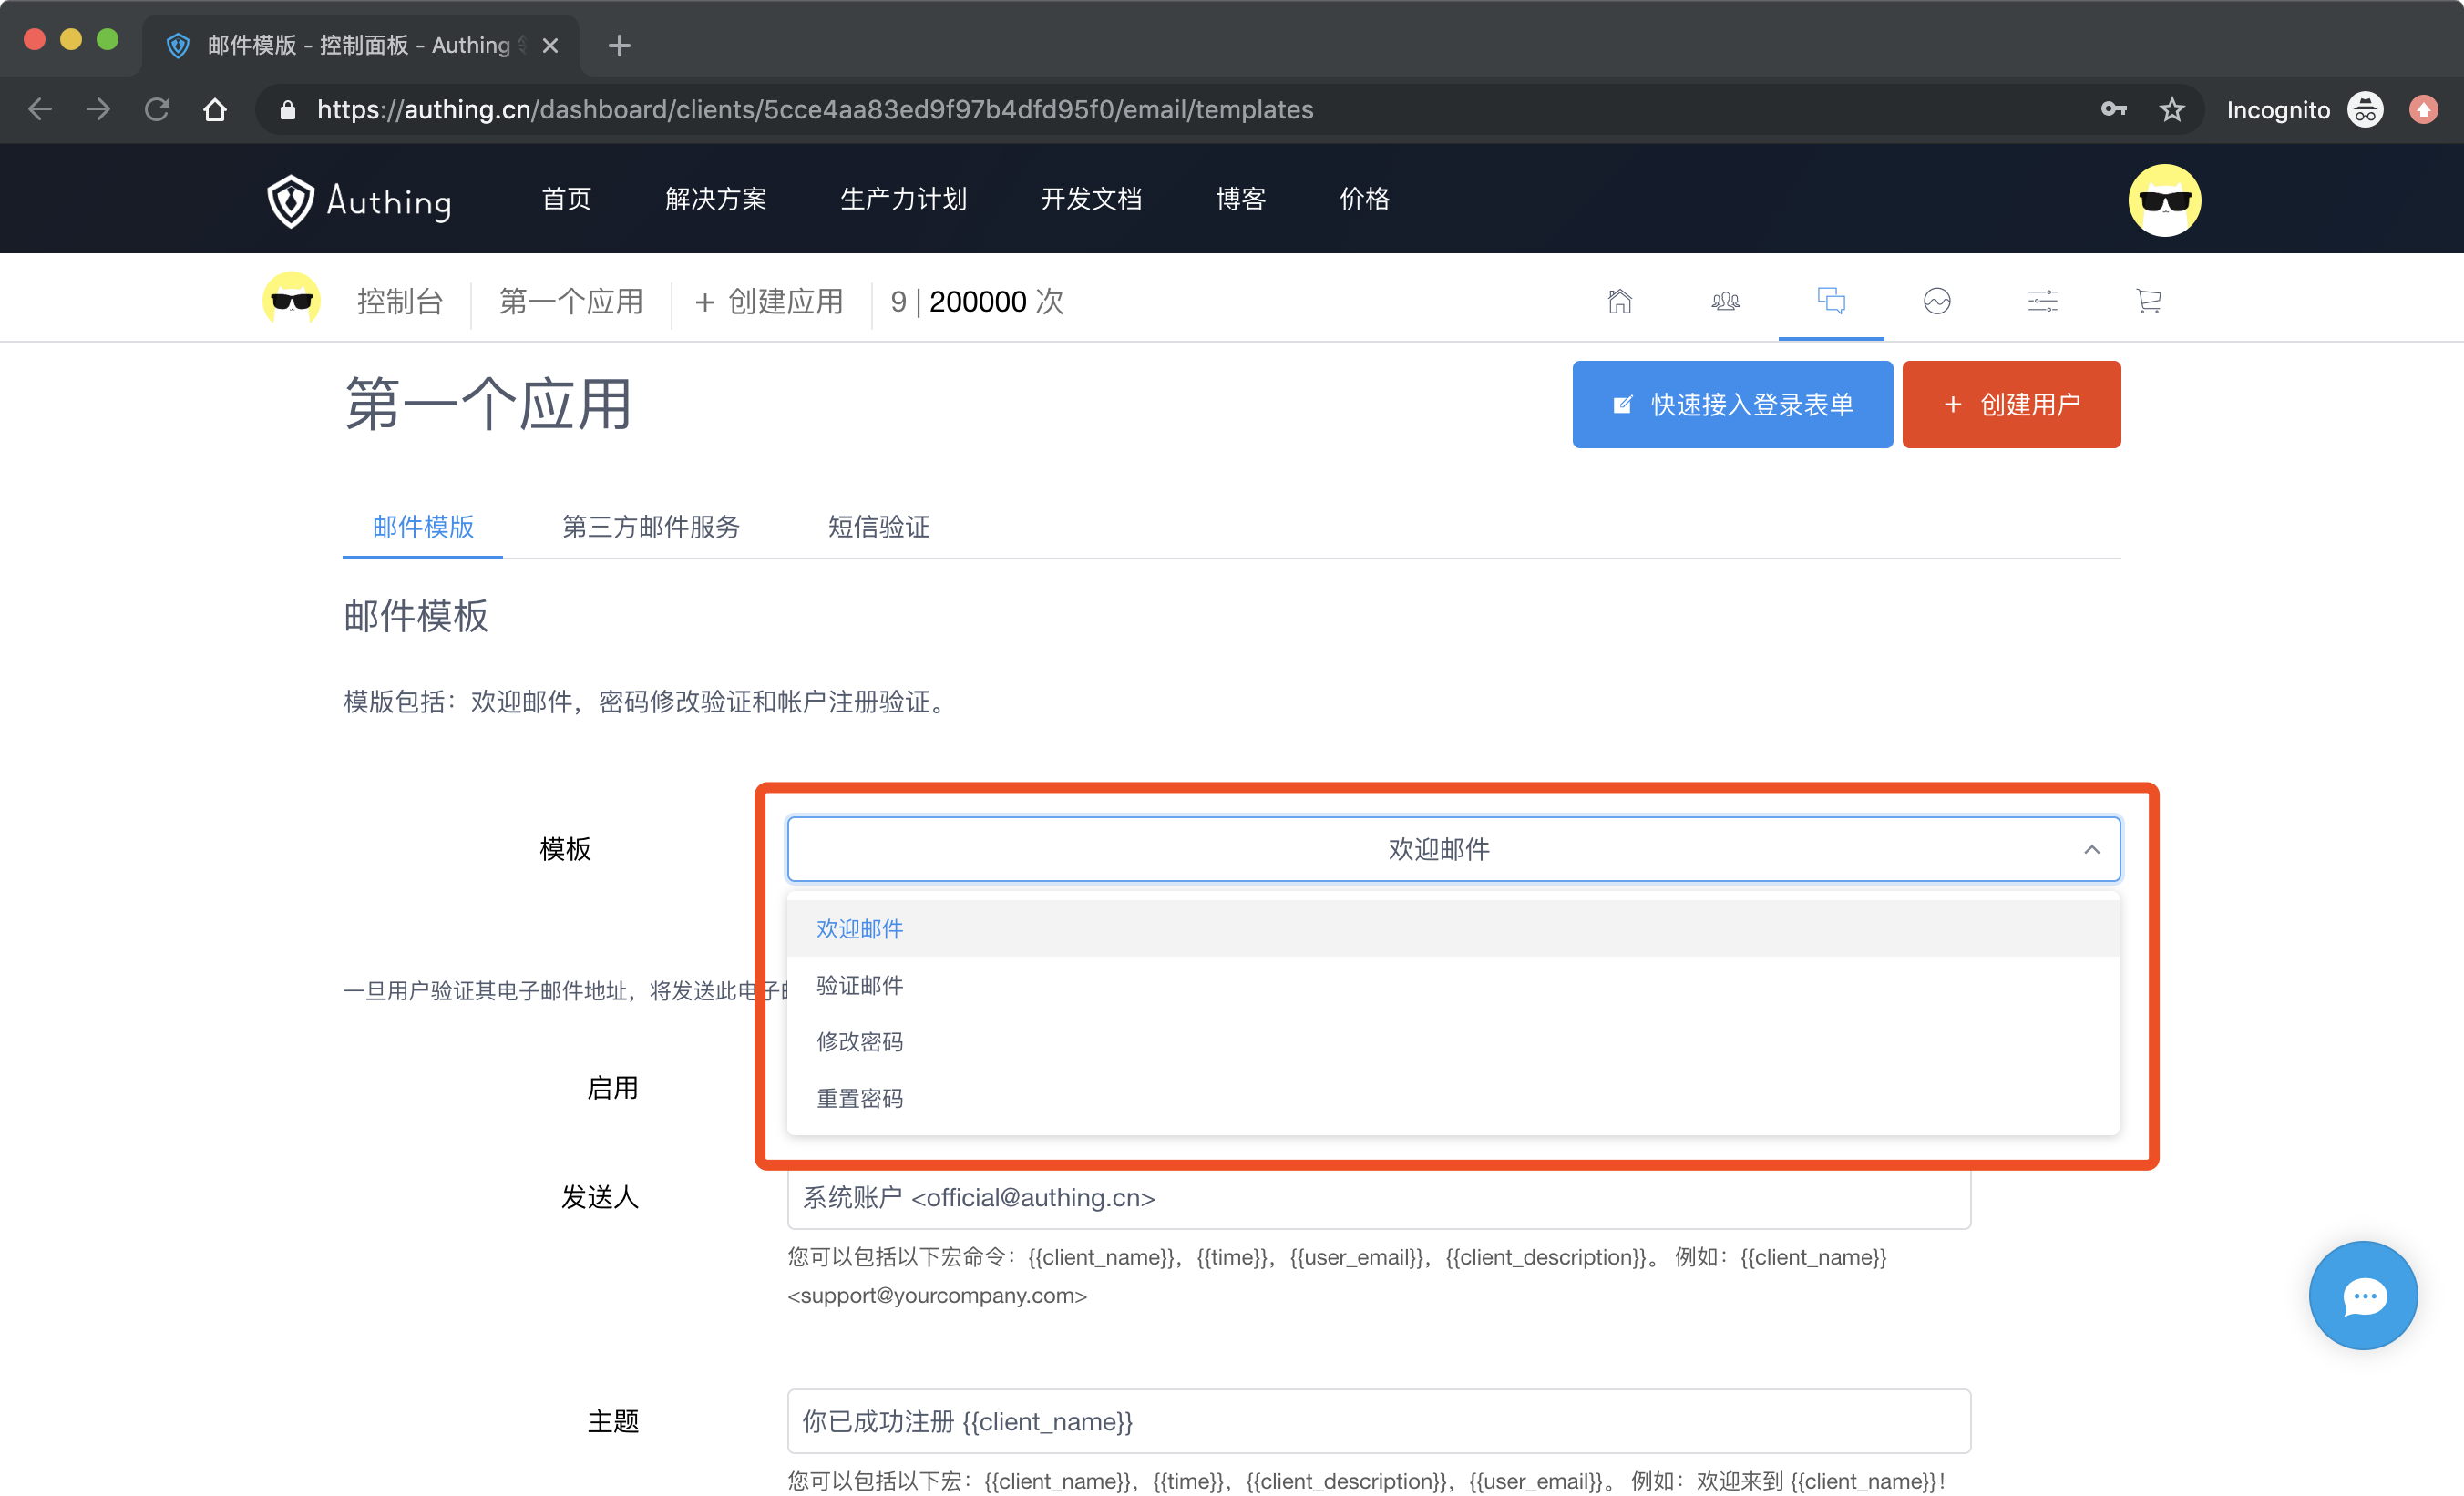 邮件模版 - 控制面板 - Authing
https://authing.cn/dashboard/clients/5cce4aa83ed9f97b4dfd95f0/email/templates
Incognito
Authing
首页
解决方案
生产力计划
开发文档
博客
价格
控制台
第一个应用
+ 创建应用
9 | 200000 次
第一个应用
快速接入登录表单
+ 创建用户
邮件模版
第三方邮件服务
短信验证
邮件模板
模版包括：欢迎邮件，密码修改验证和帐户注册验证。
模板
欢迎邮件
欢迎邮件
验证邮件
修改密码
重置密码
一旦用户验证其电子邮件地址，将发送此电子
启用
发送人
系统账户 <official@authing.cn>
您可以包括以下宏命令：{{client_name}}，{{time}}，{{user_email}}，{{client_description}}。 例如：{{client_name}}
<support@yourcompany.com>
主题
你已成功注册 {{client_name}}
您可以包括以下宏：{{client_name}}，{{time}}，{{client_description}}，{{user_email}}。 例如：欢迎来到 {{client_name}}！